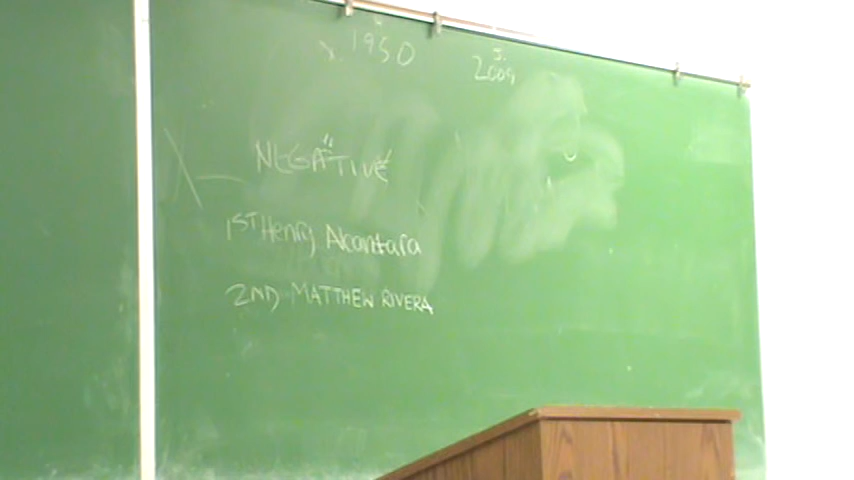 1950
2009
NEGATIVE
1ST Henry Alcantara
2ND MATTHEW RIVERA